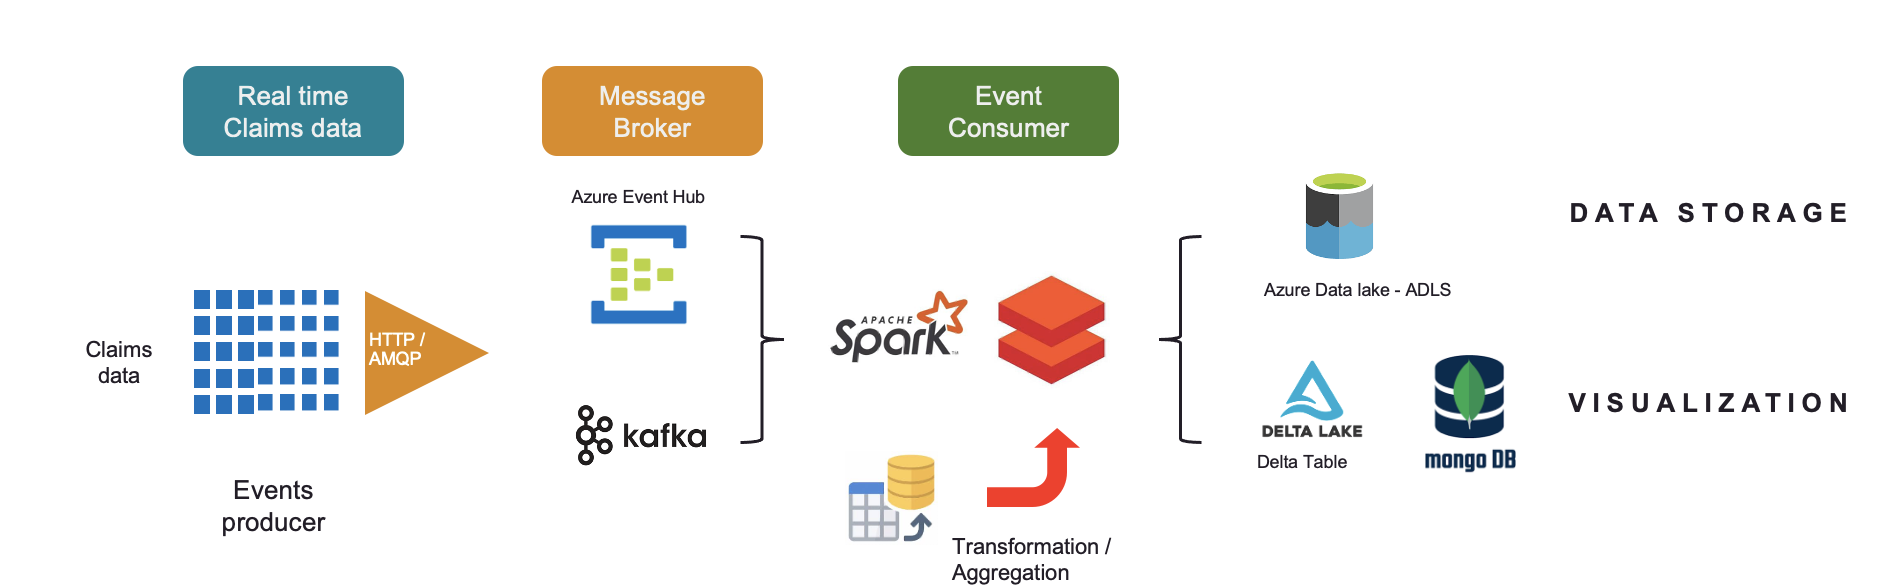 Real time
Claims data
Message
Broker
Event
Consumer
Azure Event Hub
DATA STORAGE
Azure Data lake - ADLS
HTTP /
AMQP
Claims
data
APACHE
Spark™
kafka
VISUALIZATION
DELTA LAKE
Delta Table
mongo DB
Events
producer
Transformation /
Aggregation